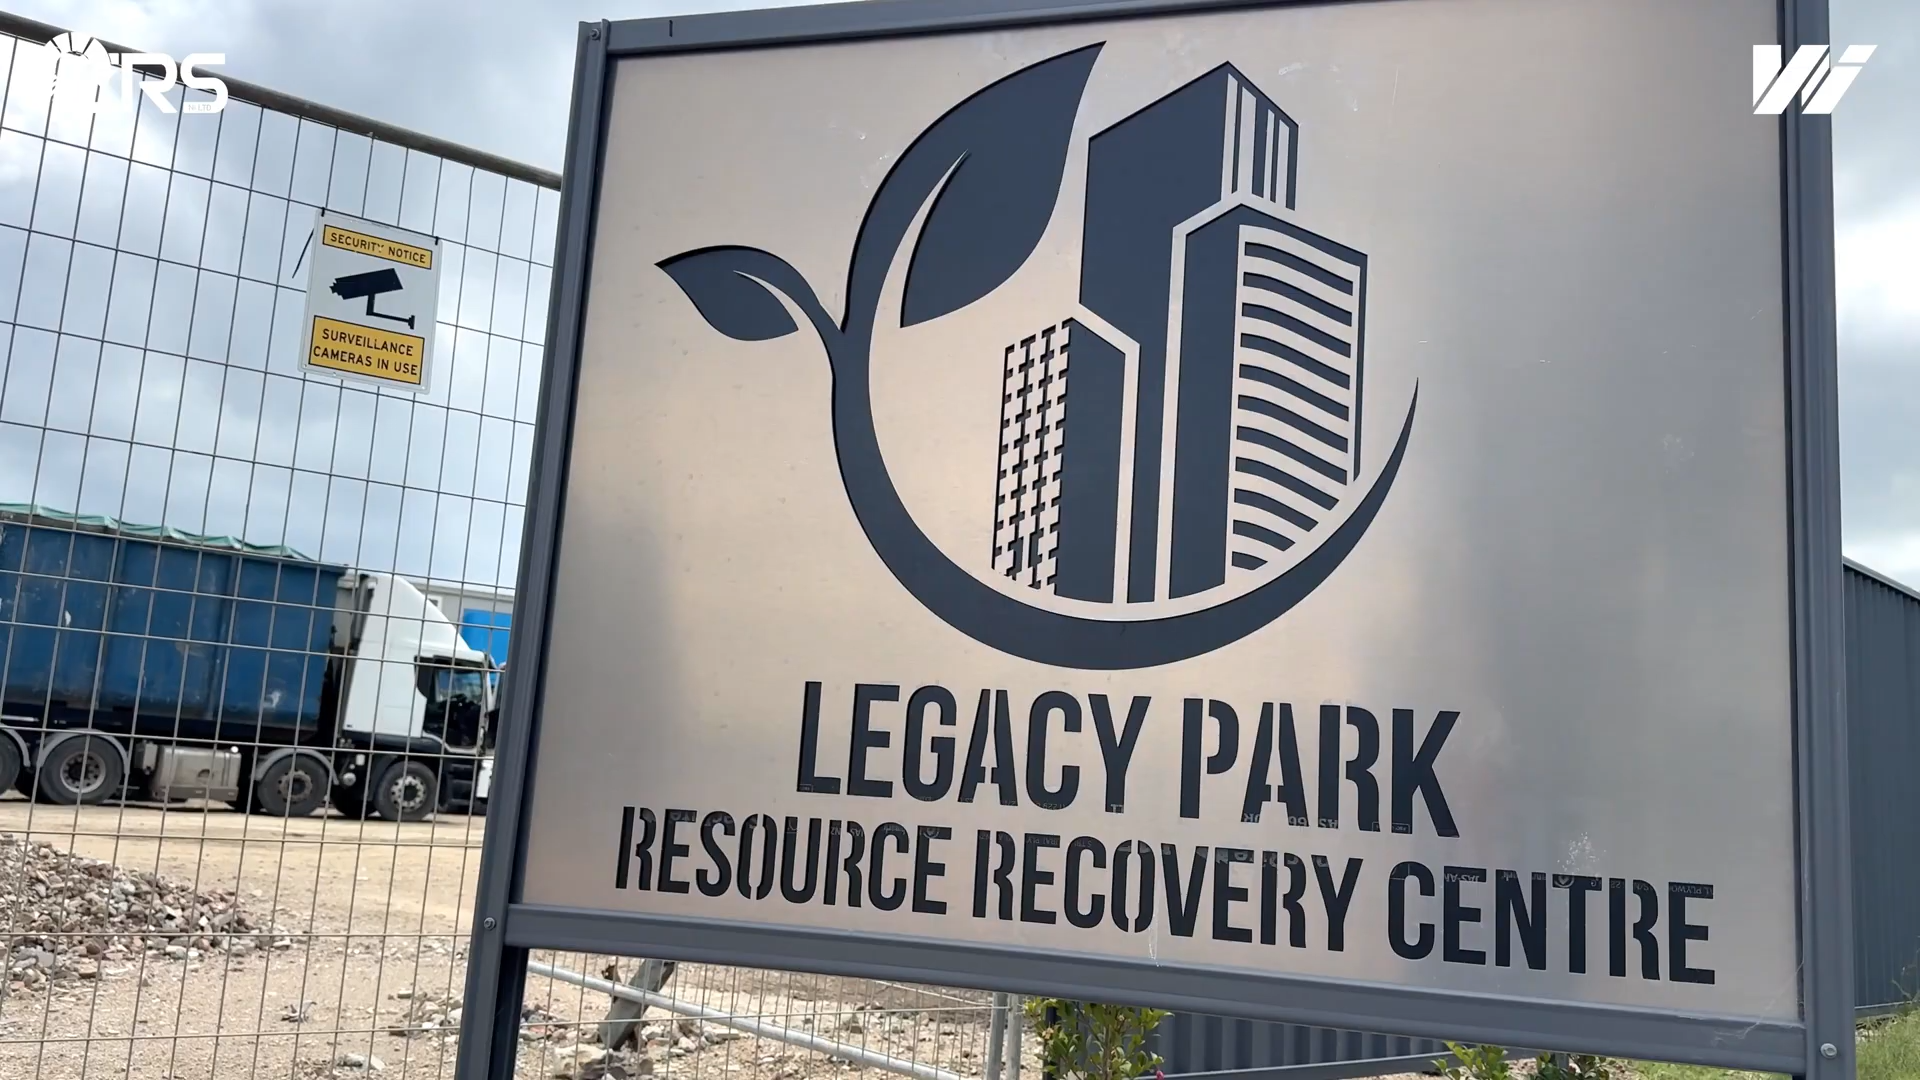 SECURITY NOTICE
SURVEILLANCE
CAMERAS IN USE
LEGACY PARK
RESOURCE RECOVERY CENTRE